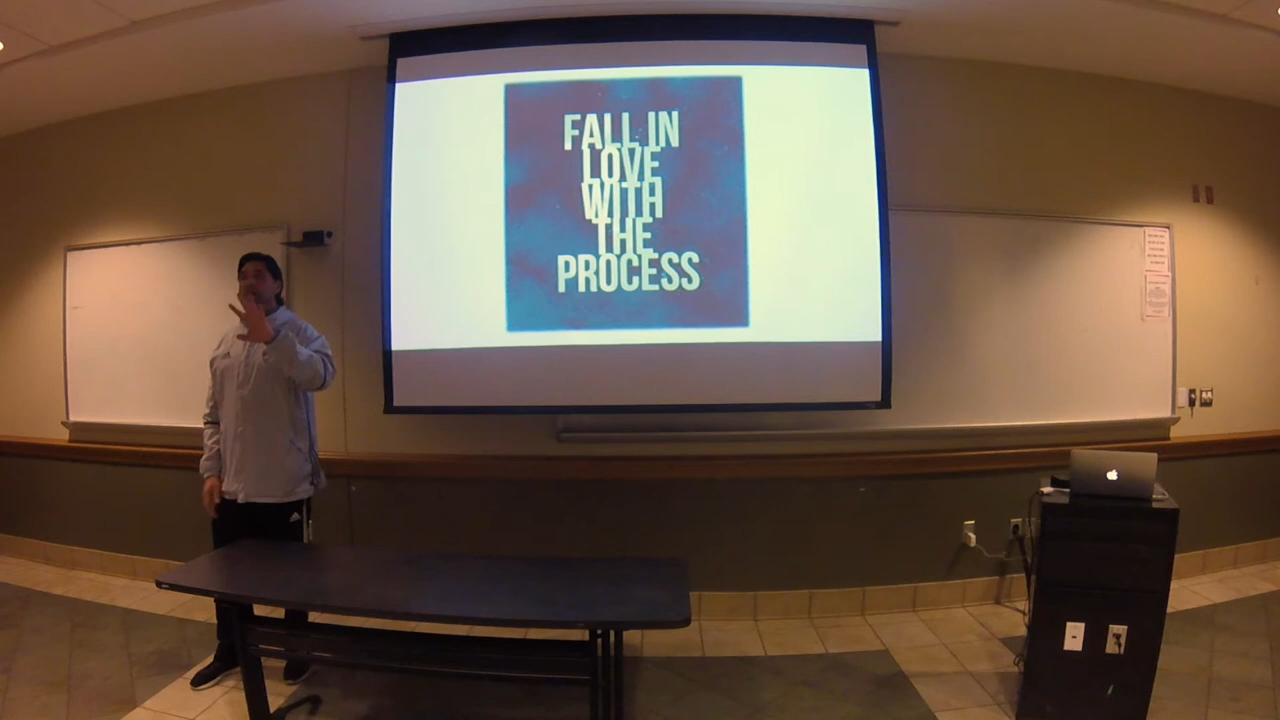 FALL IN
LOVE
WITH
THE
PROCESS